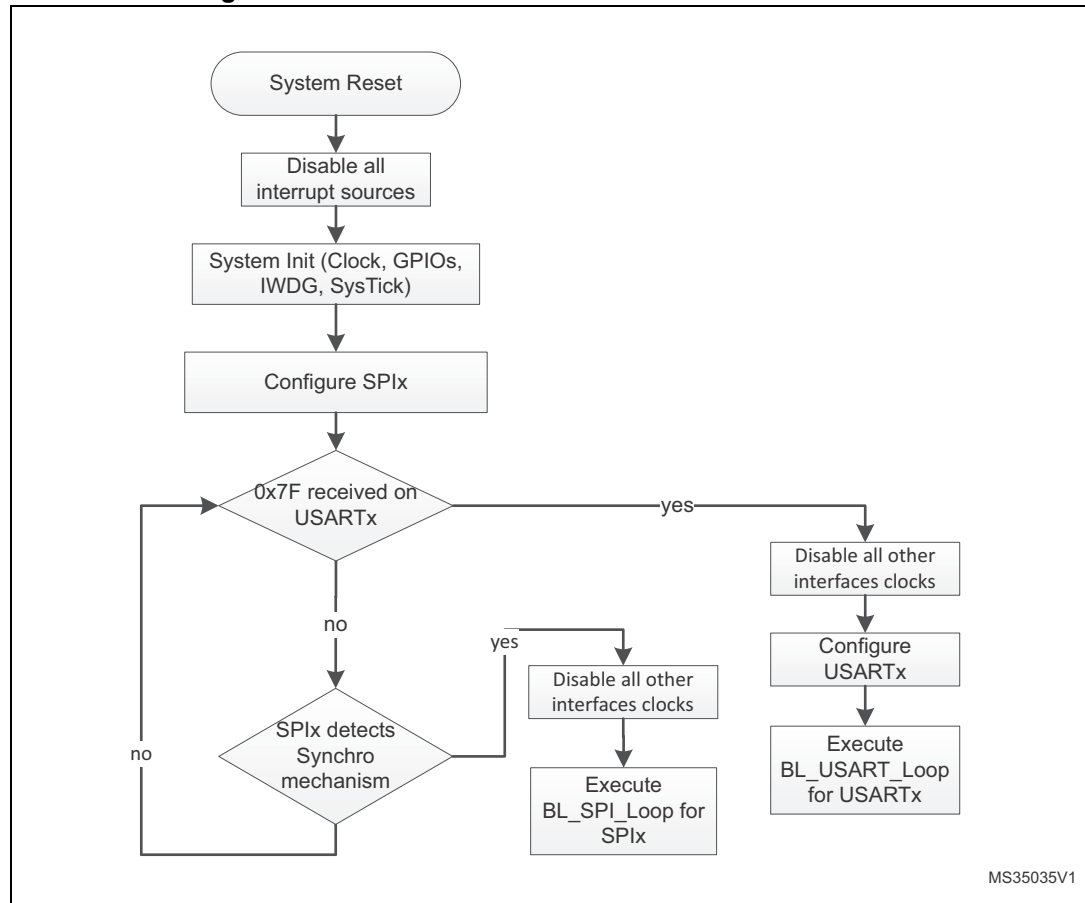 System Reset
Disable all
interrupt sources
System Init (Clock, GPIOs,
IWDG, SysTick)
Configure SPIx
0x7F received on
USARTx
yes
Disable all other
interfaces clocks
Configure
USARTx
Execute
BL_USART_Loop
for USARTx
no
yes
Disable all other
interfaces clocks
Execute
BL_SPI_Loop for
SPIx
SPIx detects
Synchro
mechanism
no
MS35035V1